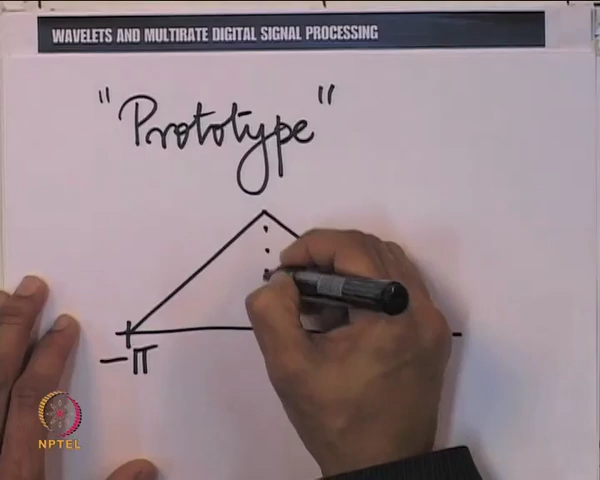 WAVELETS AND MULTIRATE DIGITAL SIGNAL PROCESSING
"Prototype"
-π
NPTEL